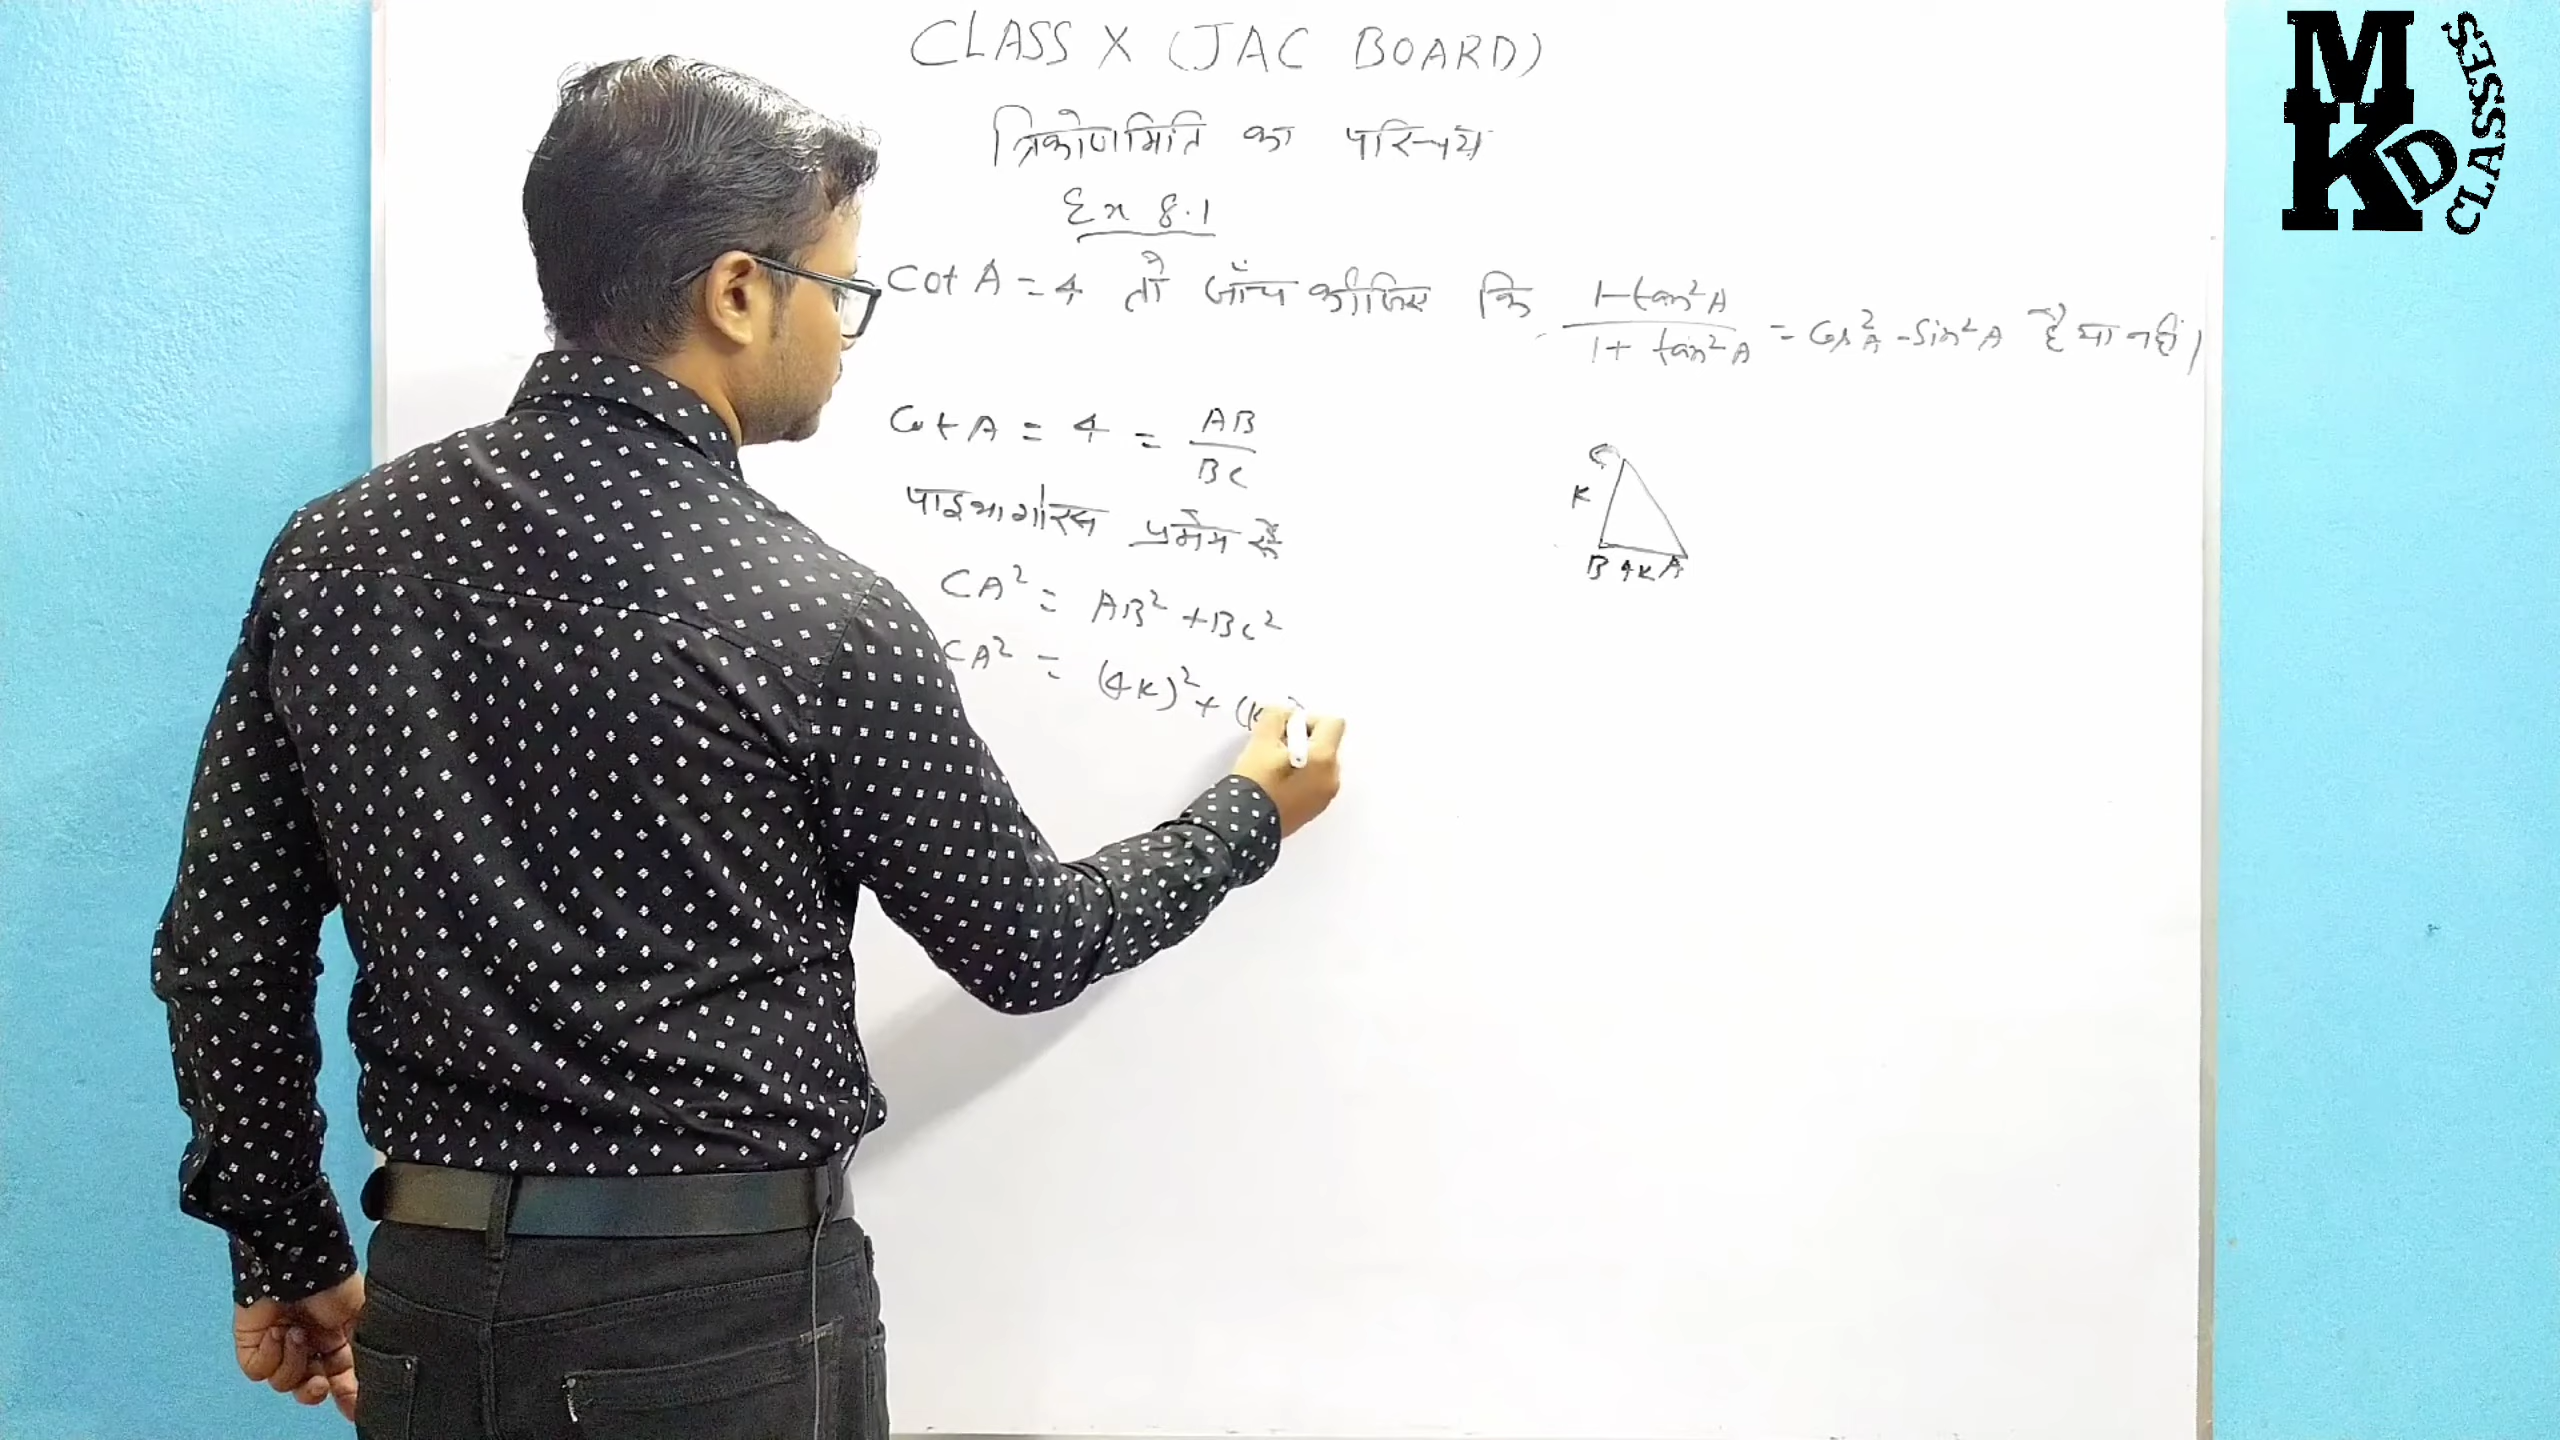 CLASS X (JAC BOARD)
त्रिकोणमिति का परिचय
Ex 8.1
Cot A = 4 तो जाँच कीजिए कि (1-tan²A)/(1+tan²A) = Cos²A - Sin²A है या नहीं।
Cot A = 4 = AB/BC
पाइथागोरस प्रमेय से
CA² = AB² + BC²
CA² = (4K)² + (K
C
K
B 4K A
MKD CLASSES